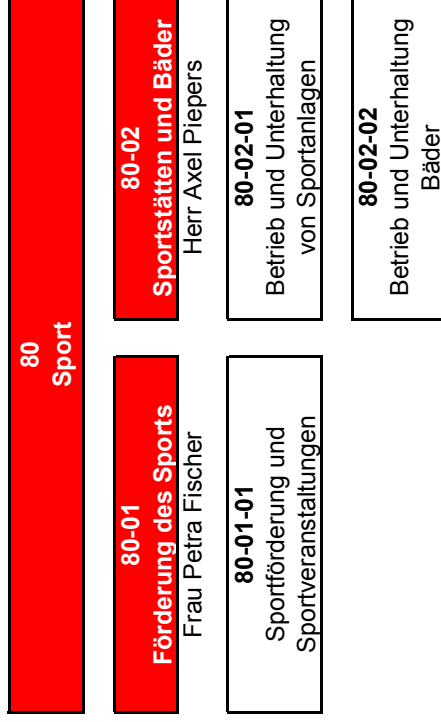 80
Sport
80-01
Förderung des Sports
Frau Petra Fischer
80-01-01
Sportförderung und
Sportveranstaltungen
80-02
Sportstätten und Bäder
Herr Axel Piepers
80-02-01
Betrieb und Unterhaltung
von Sportanlagen
80-02-02
Betrieb und Unterhaltung
Bäder